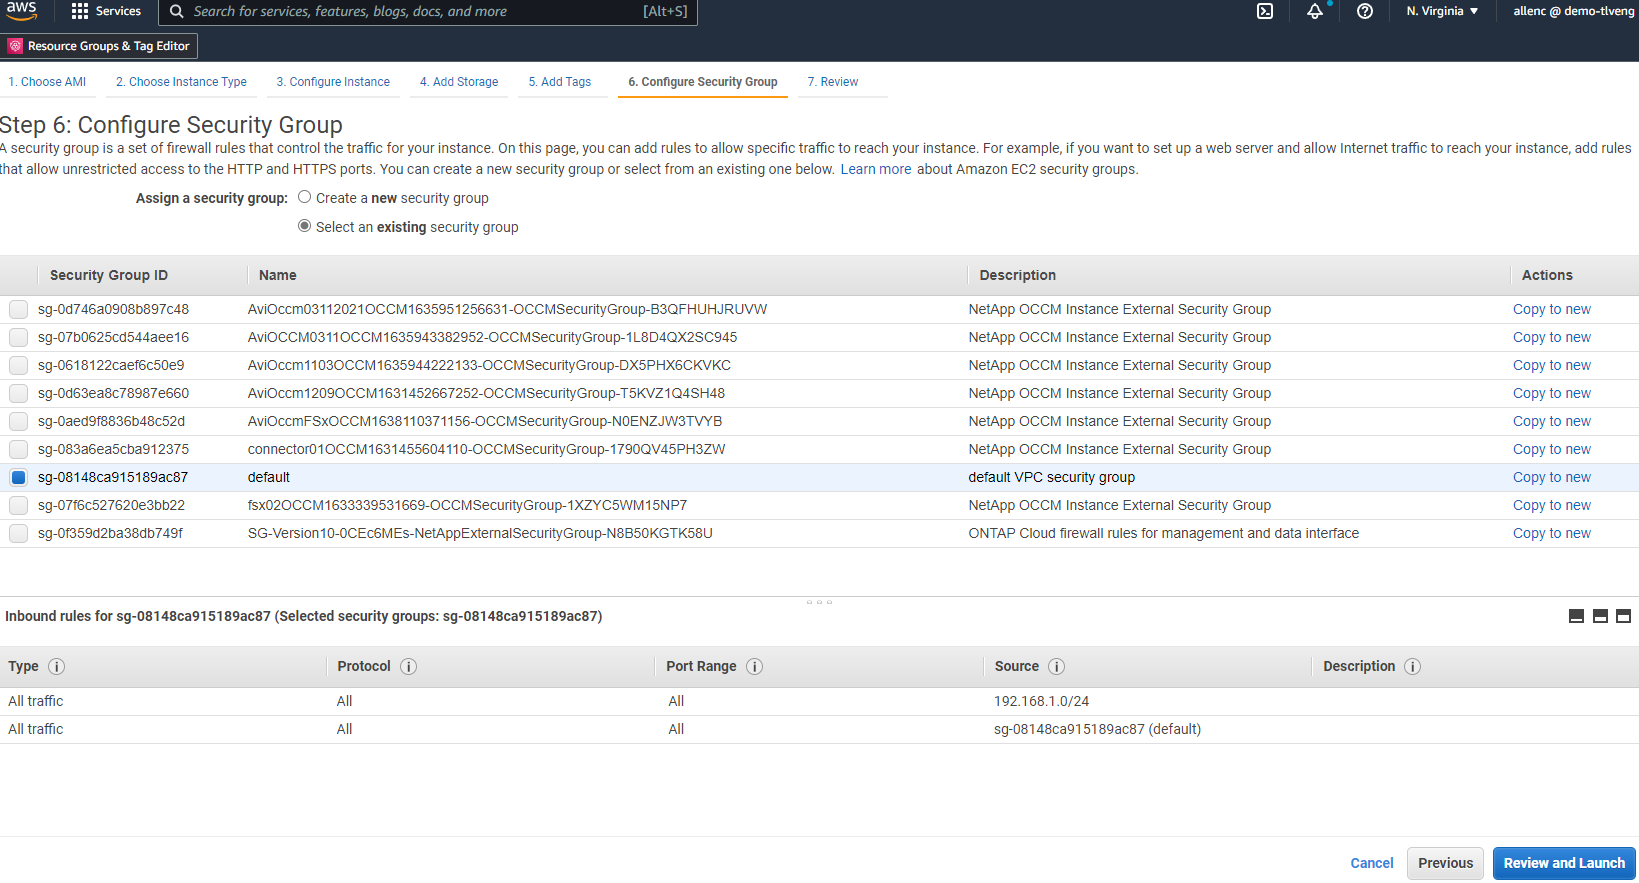 aws Services Search for services, features, blogs, docs, and more [Alt+S] N. Virginia ▼ allenc @ demo-tlveng
Resource Groups & Tag Editor
1. Choose AMI 2. Choose Instance Type 3. Configure Instance 4. Add Storage 5. Add Tags 6. Configure Security Group 7. Review
Step 6: Configure Security Group
A security group is a set of firewall rules that control the traffic for your instance. On this page, you can add rules to allow specific traffic to reach your instance. For example, if you want to set up a web server and allow Internet traffic to reach your instance, add rules
that allow unrestricted access to the HTTP and HTTPS ports. You can create a new security group or select from an existing one below. Learn more about Amazon EC2 security groups.
Assign a security group: Create a new security group
Select an existing security group
Security Group ID Name Description Actions
sg-0d746a0908b897c48 AviOccm03112021OCCM1635951256631-OCCMSecurityGroup-B3QFHUHJRUVW NetApp OCCM Instance External Security Group Copy to new
sg-07b0625cd544aee16 AviOCCM0311OCCM1635943382952-OCCMSecurityGroup-1L8D4QX2SC945 NetApp OCCM Instance External Security Group Copy to new
sg-0618122caef6c50e9 AviOccm1103OCCM1635944222133-OCCMSecurityGroup-DX5PHX6CKVKC NetApp OCCM Instance External Security Group Copy to new
sg-0d63ea8c78987e660 AviOccm1209OCCM1631452667252-OCCMSecurityGroup-T5KVZ1Q4SH48 NetApp OCCM Instance External Security Group Copy to new
sg-0aed9f8836b48c52d AviOccmFSxOCCM1638110371156-OCCMSecurityGroup-N0ENZJW3TVYB NetApp OCCM Instance External Security Group Copy to new
sg-083a6ea5cba912375 connector01OCCM1631455604110-OCCMSecurityGroup-1790QV45PH3ZW NetApp OCCM Instance External Security Group Copy to new
sg-08148ca915189ac87 default default VPC security group Copy to new
sg-07f6c527620e3bb22 fsx02OCCM1633339531669-OCCMSecurityGroup-1XZYC5WM15NP7 NetApp OCCM Instance External Security Group Copy to new
sg-0f359d2ba38db749f SG-Version10-0CEc6MEs-NetAppExternalSecurityGroup-N8B50KGTK58U ONTAP Cloud firewall rules for management and data interface Copy to new
Inbound rules for sg-08148ca915189ac87 (Selected security groups: sg-08148ca915189ac87)
Type Protocol Port Range Source Description
All traffic All All 192.168.1.0/24
All traffic All All sg-08148ca915189ac87 (default)
Cancel Previous Review and Launch